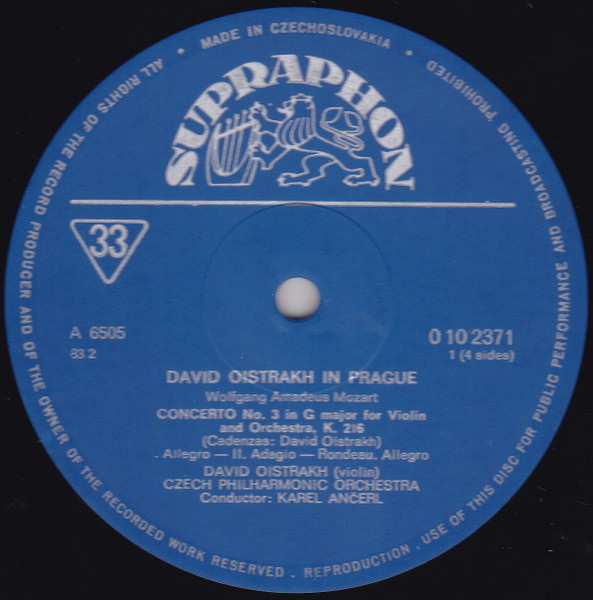 ALL RIGHTS OF THE RECORD PRODUCER AND OF THE OWNER OF THE RECORDED WORK RESERVED . REPRODUCTION . USE OF THIS DISC FOR PUBLIC PERFORMANCE AND BROADCASTING PROHIBITED
• MADE IN CZECHOSLOVAKIA •
SUPRAPHON
33
A 6505
83 2
0 10 2371
1 (4 sides)
DAVID OISTRAKH IN PRAGUE
Wolfgang Amadeus Mozart
CONCERTO No. 3 in G major for Violin
and Orchestra, K. 216
(Cadenzas: David Oistrakh)
. Allegro — II. Adagio — Rondeau. Allegro
DAVID OISTRAKH (violin)
CZECH PHILHARMONIC ORCHESTRA
Conductor: KAREL ANČERL